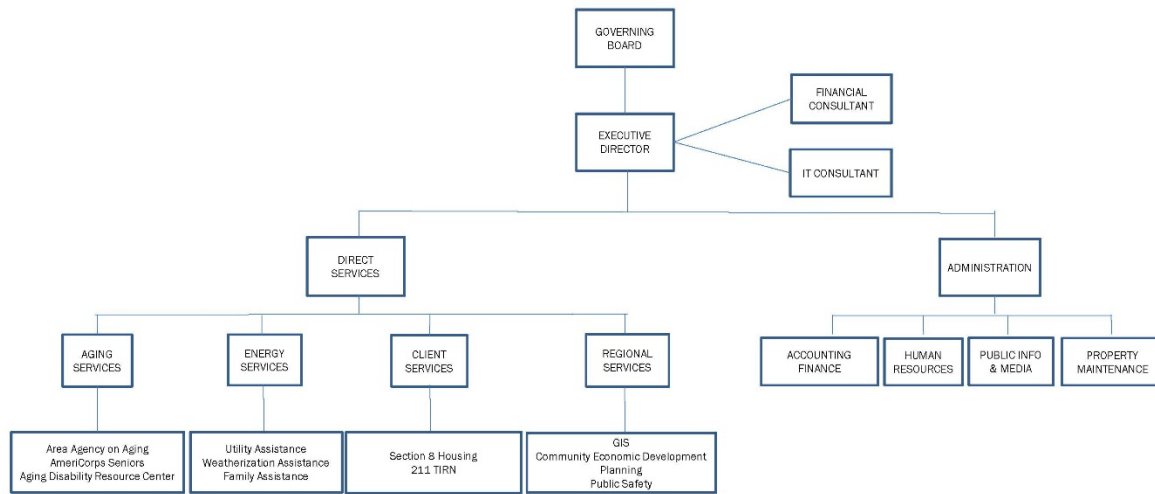 GOVERNING
BOARD
FINANCIAL
CONSULTANT
EXECUTIVE
DIRECTOR
IT CONSULTANT
DIRECT
SERVICES
ADMINISTRATION
AGING
SERVICES
ENERGY
SERVICES
CLIENT
SERVICES
REGIONAL
SERVICES
ACCOUNTING
FINANCE
HUMAN
RESOURCES
PUBLIC INFO
& MEDIA
PROPERTY
MAINTENANCE
Area Agency on Aging
AmeriCorps Seniors
Aging Disability Resource Center
Utility Assistance
Weatherization Assistance
Family Assistance
Section 8 Housing
211 TIRN
GIS
Community Economic Development
Planning
Public Safety